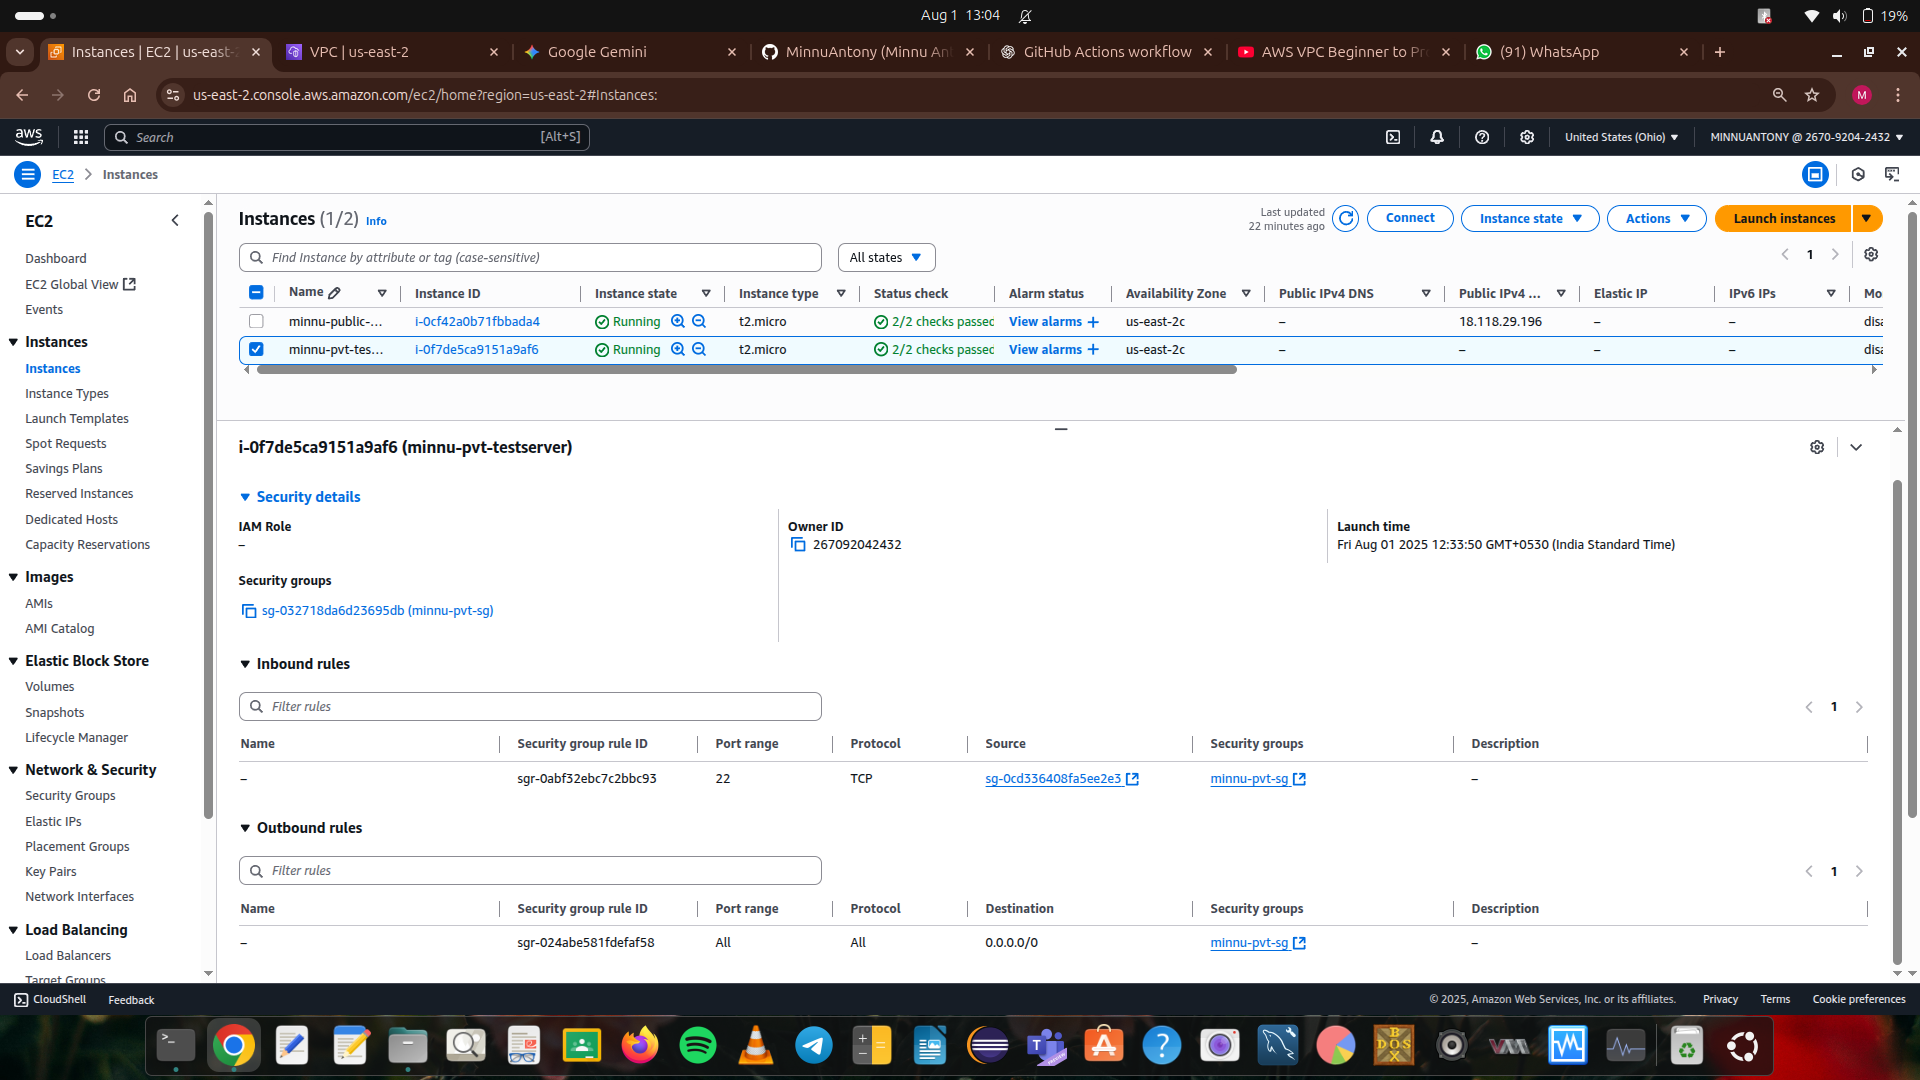 Aug 1 13:04
19%
Instances | EC2 | us-east-2
VPC | us-east-2
Google Gemini
MinnuAntony (Minnu An
GitHub Actions workflow
AWS VPC Beginner to Pr
(91) WhatsApp
us-east-2.console.aws.amazon.com/ec2/home?region=us-east-2#Instances:
M
aws
Search
[Alt+S]
United States (Ohio)
MINNUANTONY @ 2670-9204-2432
EC2
Instances
EC2
Dashboard
EC2 Global View
Events
Instances
Instances
Instance Types
Launch Templates
Spot Requests
Savings Plans
Reserved Instances
Dedicated Hosts
Capacity Reservations
Images
AMIs
AMI Catalog
Elastic Block Store
Volumes
Snapshots
Lifecycle Manager
Network & Security
Security Groups
Elastic IPs
Placement Groups
Key Pairs
Network Interfaces
Load Balancing
Load Balancers
Target Groups
Instances (1/2) Info
Last updated
22 minutes ago
Connect
Instance state
Actions
Launch instances
Find Instance by attribute or tag (case-sensitive)
All states
1
Name Instance ID Instance state Instance type Status check Alarm status Availability Zone Public IPv4 DNS Public IPv4 ... Elastic IP IPv6 IPs Mo
minnu-public-... i-0cf42a0b71fbbada4 Running t2.micro 2/2 checks passed View alarms + us-east-2c – 18.118.29.196 – – disa
minnu-pvt-tes... i-0f7de5ca9151a9af6 Running t2.micro 2/2 checks passed View alarms + us-east-2c – – – – disa
i-0f7de5ca9151a9af6 (minnu-pvt-testserver)
Security details
IAM Role
–
Owner ID
267092042432
Launch time
Fri Aug 01 2025 12:33:50 GMT+0530 (India Standard Time)
Security groups
sg-032718da6d23695db (minnu-pvt-sg)
Inbound rules
Filter rules
1
Name Security group rule ID Port range Protocol Source Security groups Description
– sgr-0abf32ebc7c2bbc93 22 TCP sg-0cd336408fa5ee2e3 minnu-pvt-sg –
Outbound rules
Filter rules
1
Name Security group rule ID Port range Protocol Destination Security groups Description
– sgr-024abe581fdefaf58 All All 0.0.0.0/0 minnu-pvt-sg –
CloudShell
Feedback
© 2025, Amazon Web Services, Inc. or its affiliates.
Privacy
Terms
Cookie preferences